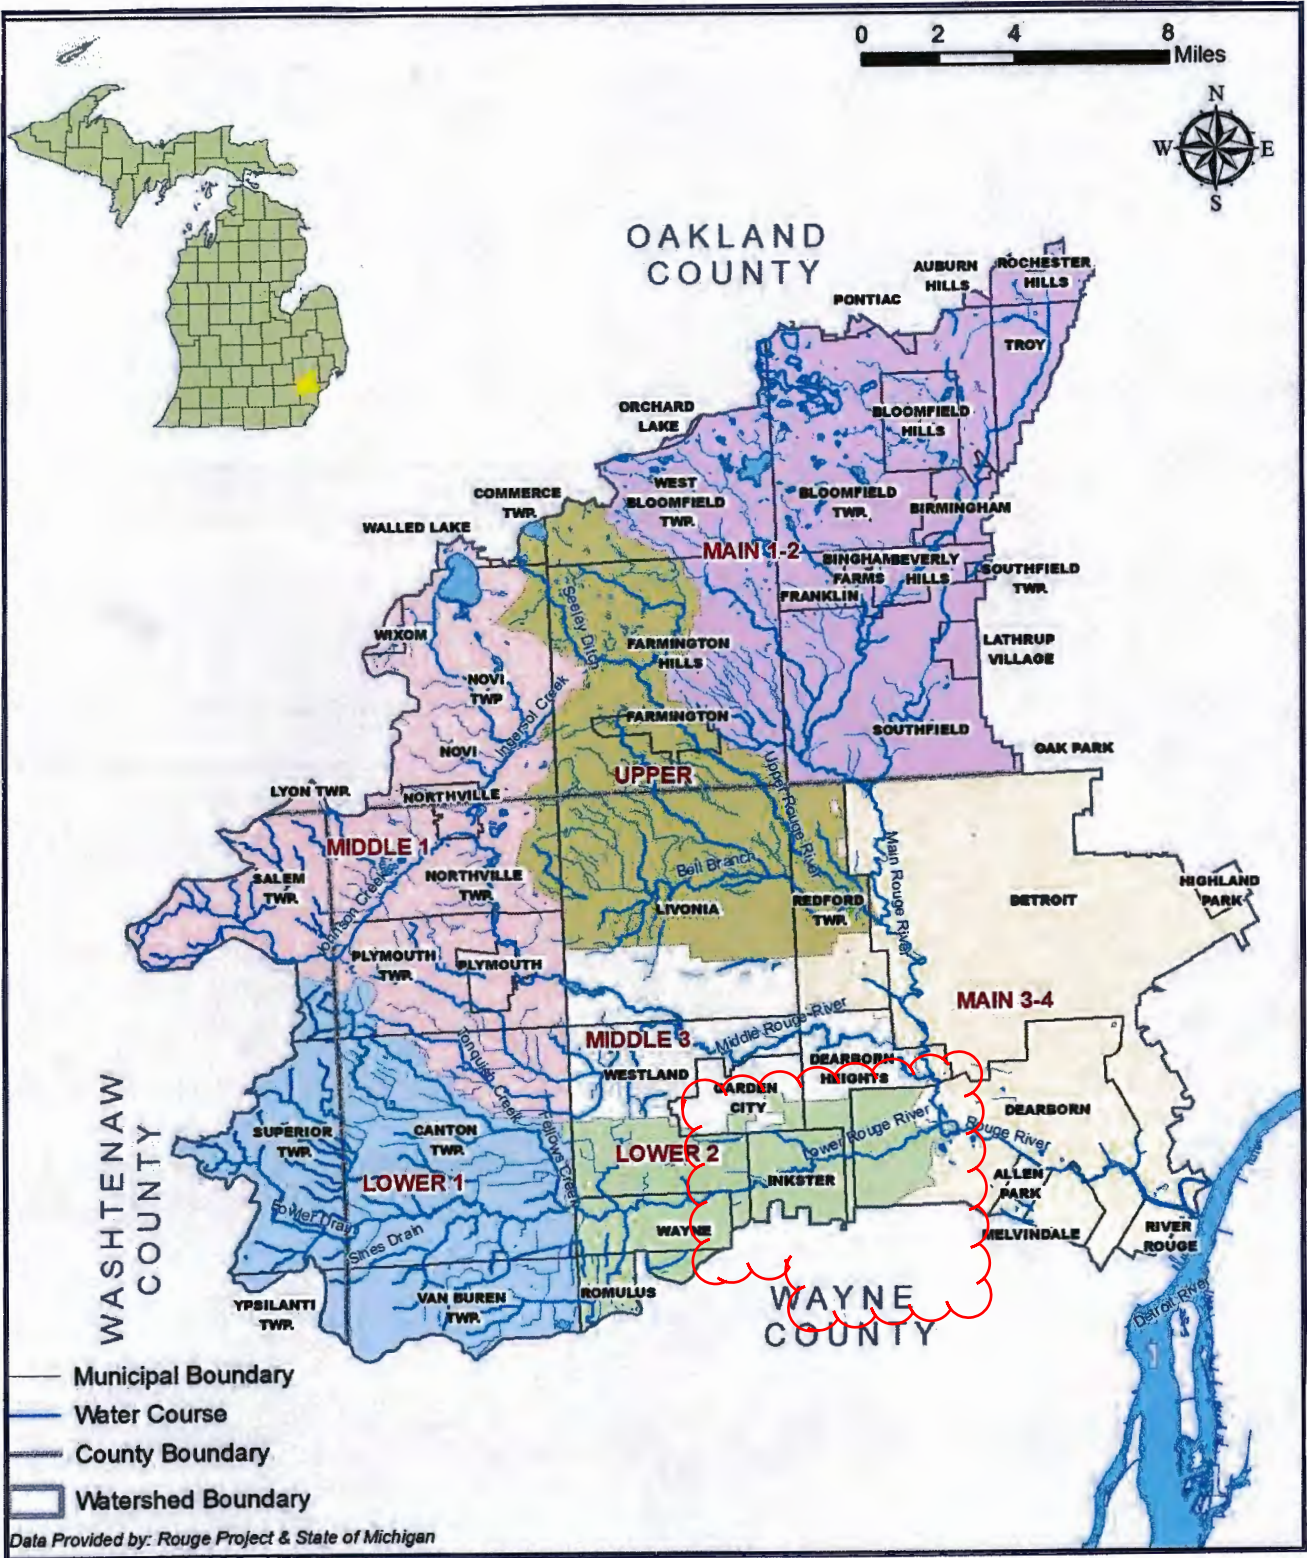 0 2 4 8
Miles
N
W E
S
OAKLAND
COUNTY
AUBURN
HILLS
ROCHESTER
HILLS
PONTIAC
TROY
ORCHARD
LAKE
BLOOMFIELD
HILLS
WEST
BLOOMFIELD
TWP.
COMMERCE
TWP.
BLOOMFIELD
TWP.
BIRMINGHAM
WALLED LAKE
MAIN 1-2
BINGHAM
FARMS
BEVERLY
HILLS
FRANKLIN
SOUTHFIELD
TWP.
Seeley Ditch
WIXOM
FARMINGTON
HILLS
LATHRUP
VILLAGE
NOVI
TWP
Ingersol Creek
FARMINGTON
SOUTHFIELD
NOVI
OAK PARK
UPPER
Upper Rouge River
LYON TWP.
NORTHVILLE
MIDDLE 1
Main Rouge River
Bell Branch
SALEM
TWP.
NORTHVILLE
TWP.
Johnson Creek
LIVONIA
REDFORD
TWP.
DETROIT
HIGHLAND
PARK
PLYMOUTH
TWP.
PLYMOUTH
MAIN 3-4
Middle Rouge River
MIDDLE 3
Tonquish Creek
WESTLAND
DEARBORN
HEIGHTS
GARDEN
CITY
DEARBORN
WASHTENAW
COUNTY
SUPERIOR
TWP.
CANTON
TWP.
Fellows Creek
Lower Rouge River
Rouge River
LOWER 2
LOWER 1
INKSTER
ALLEN
PARK
Fowler Drain
Sines Drain
WAYNE
MELVINDALE
RIVER
ROUGE
YPSILANTI
TWP.
VAN BUREN
TWP.
ROMULUS
WAYNE
COUNTY
Detroit River
Municipal Boundary
Water Course
County Boundary
Watershed Boundary
Data Provided by: Rouge Project & State of Michigan